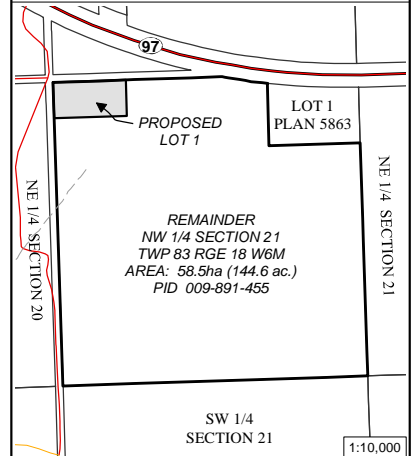 97
PROPOSED
LOT 1
LOT 1
PLAN 5863
NE 1/4 SECTION 20
REMAINDER
NW 1/4 SECTION 21
TWP 83 RGE 18 W6M
AREA: 58.5ha (144.6 ac.)
PID 009-891-455
NE 1/4 SECTION 21
SW 1/4
SECTION 21
1:10,000